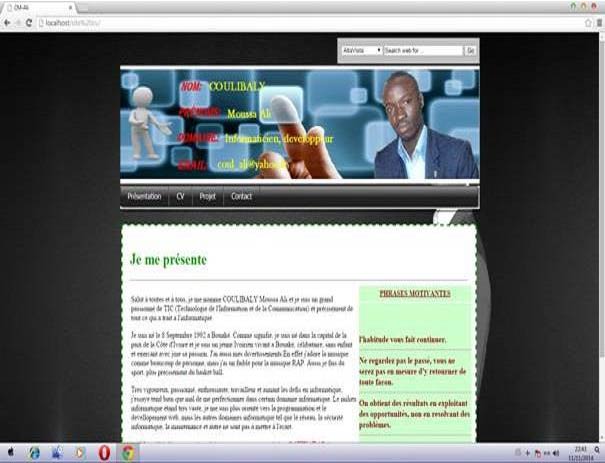 CM-Ali
localhost/site%20cv/
AltaVista
Search web for ...
Go
NOM: COULIBALY
PRENOMS: Moussa Ali
Informaticien, developpeur
EMAIL: coul_ali@yahoo.fr
Présentation CV Projet Contact
Je me présente
Salut à toutes et à tous, je me nomme COULIBALY Moussa Ali et je suis un grand
passionné de TIC (Technologie de l'Information et de la Communication) et précisément de
tout ce qui a trait à l'informatique.
Je suis né le 8 Septembre 1992 à Bouaké. Comme signifié, je suis né dans la capital de la
paix de la Côte d'Ivoire et je suis un jeune Ivoirien vivant à Bouaké, célibataire, sans enfant
et exercant avec joie sa passion. J'ai aussi mes divertissements. En effet j'adore la musique
comme beaucoup de personne, mais j'ai un faible pour la musique RAP. Aussi je fais du
sport, plus precisement du basket ball.
Très vigoureux, passionné, enthousiaste, travailleur et aimant les défis en informatique,
j'essaye tend bien que mal de me perfectionner dans certain domaine informatique. Le milieu
informatique étant très vaste, je me suis plus orienté vers la programmation et le
développement web, mais les autres domaines informatiques tel que le réseau, la sécurité
informatique, la maintenance et autre ne sont pas à mettre à l'écart.
PHRASES MOTIVANTES
l'habitude vous fait continuer.
Ne regardez pas le passé, vous ne
serez pas en mesure d'y retourner de
toute facon.
On obtient des résultats en exploitant
des opportunités, non en resolvant des
problèmes.
22:41
11/11/2014